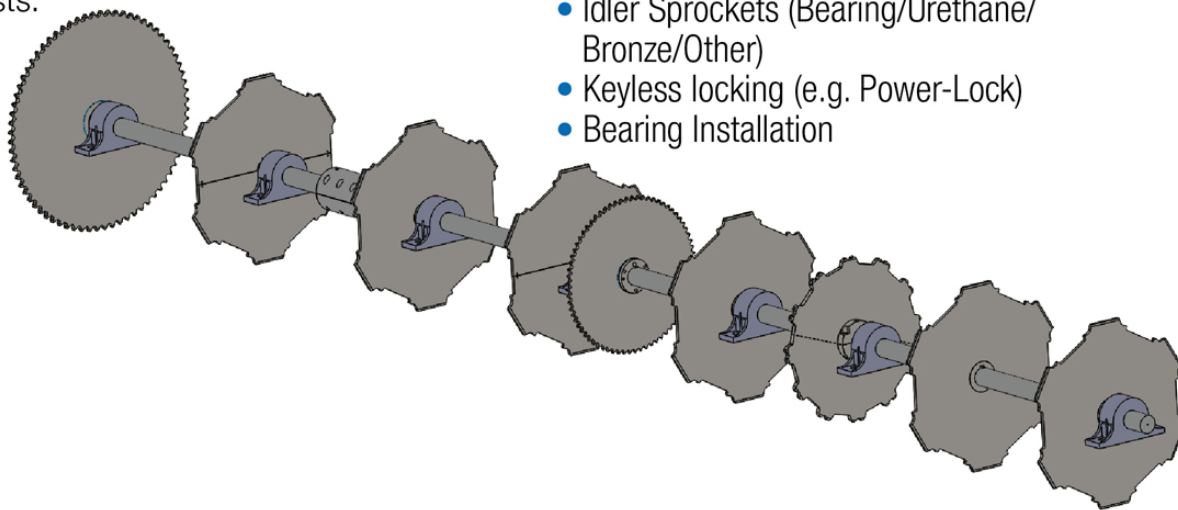 • Idler Sprockets (Bearing/Urethane/
Bronze/Other)
• Keyless locking (e.g. Power-Lock)
• Bearing Installation